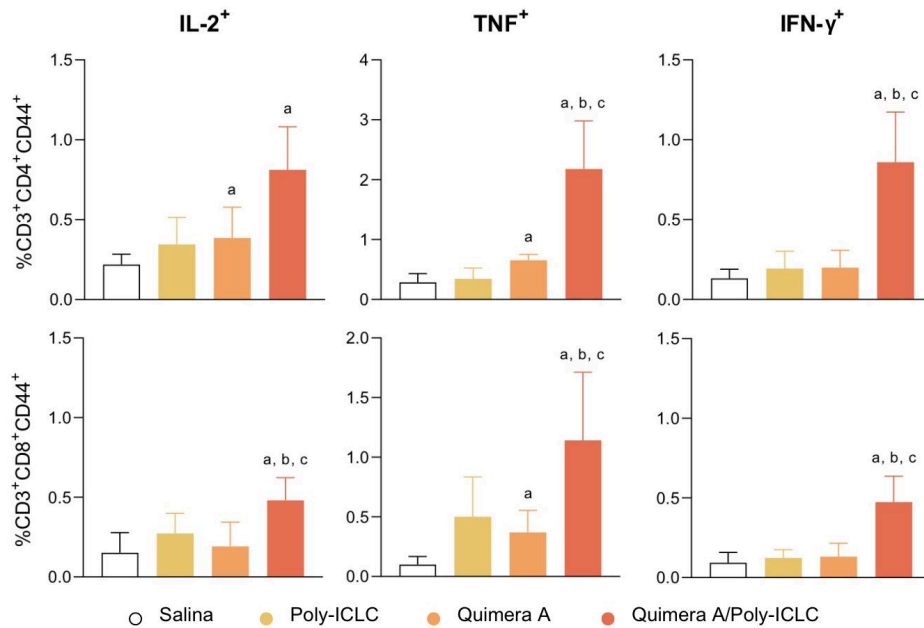 IL-2⁺ TNF⁺ IFN-γ⁺
%CD3⁺CD4⁺CD44⁺
1.5
1.0
0.5
0.0
a
a
4
3
2
1
0
a
a, b, c
1.5
1.0
0.5
0.0
a, b, c
%CD3⁺CD8⁺CD44⁺
1.5
1.0
0.5
0.0
a, b, c
2.0
1.5
1.0
0.5
0.0
a
a, b, c
1.5
1.0
0.5
0.0
a, b, c
Salina Poly-ICLC Quimera A Quimera A/Poly-ICLC